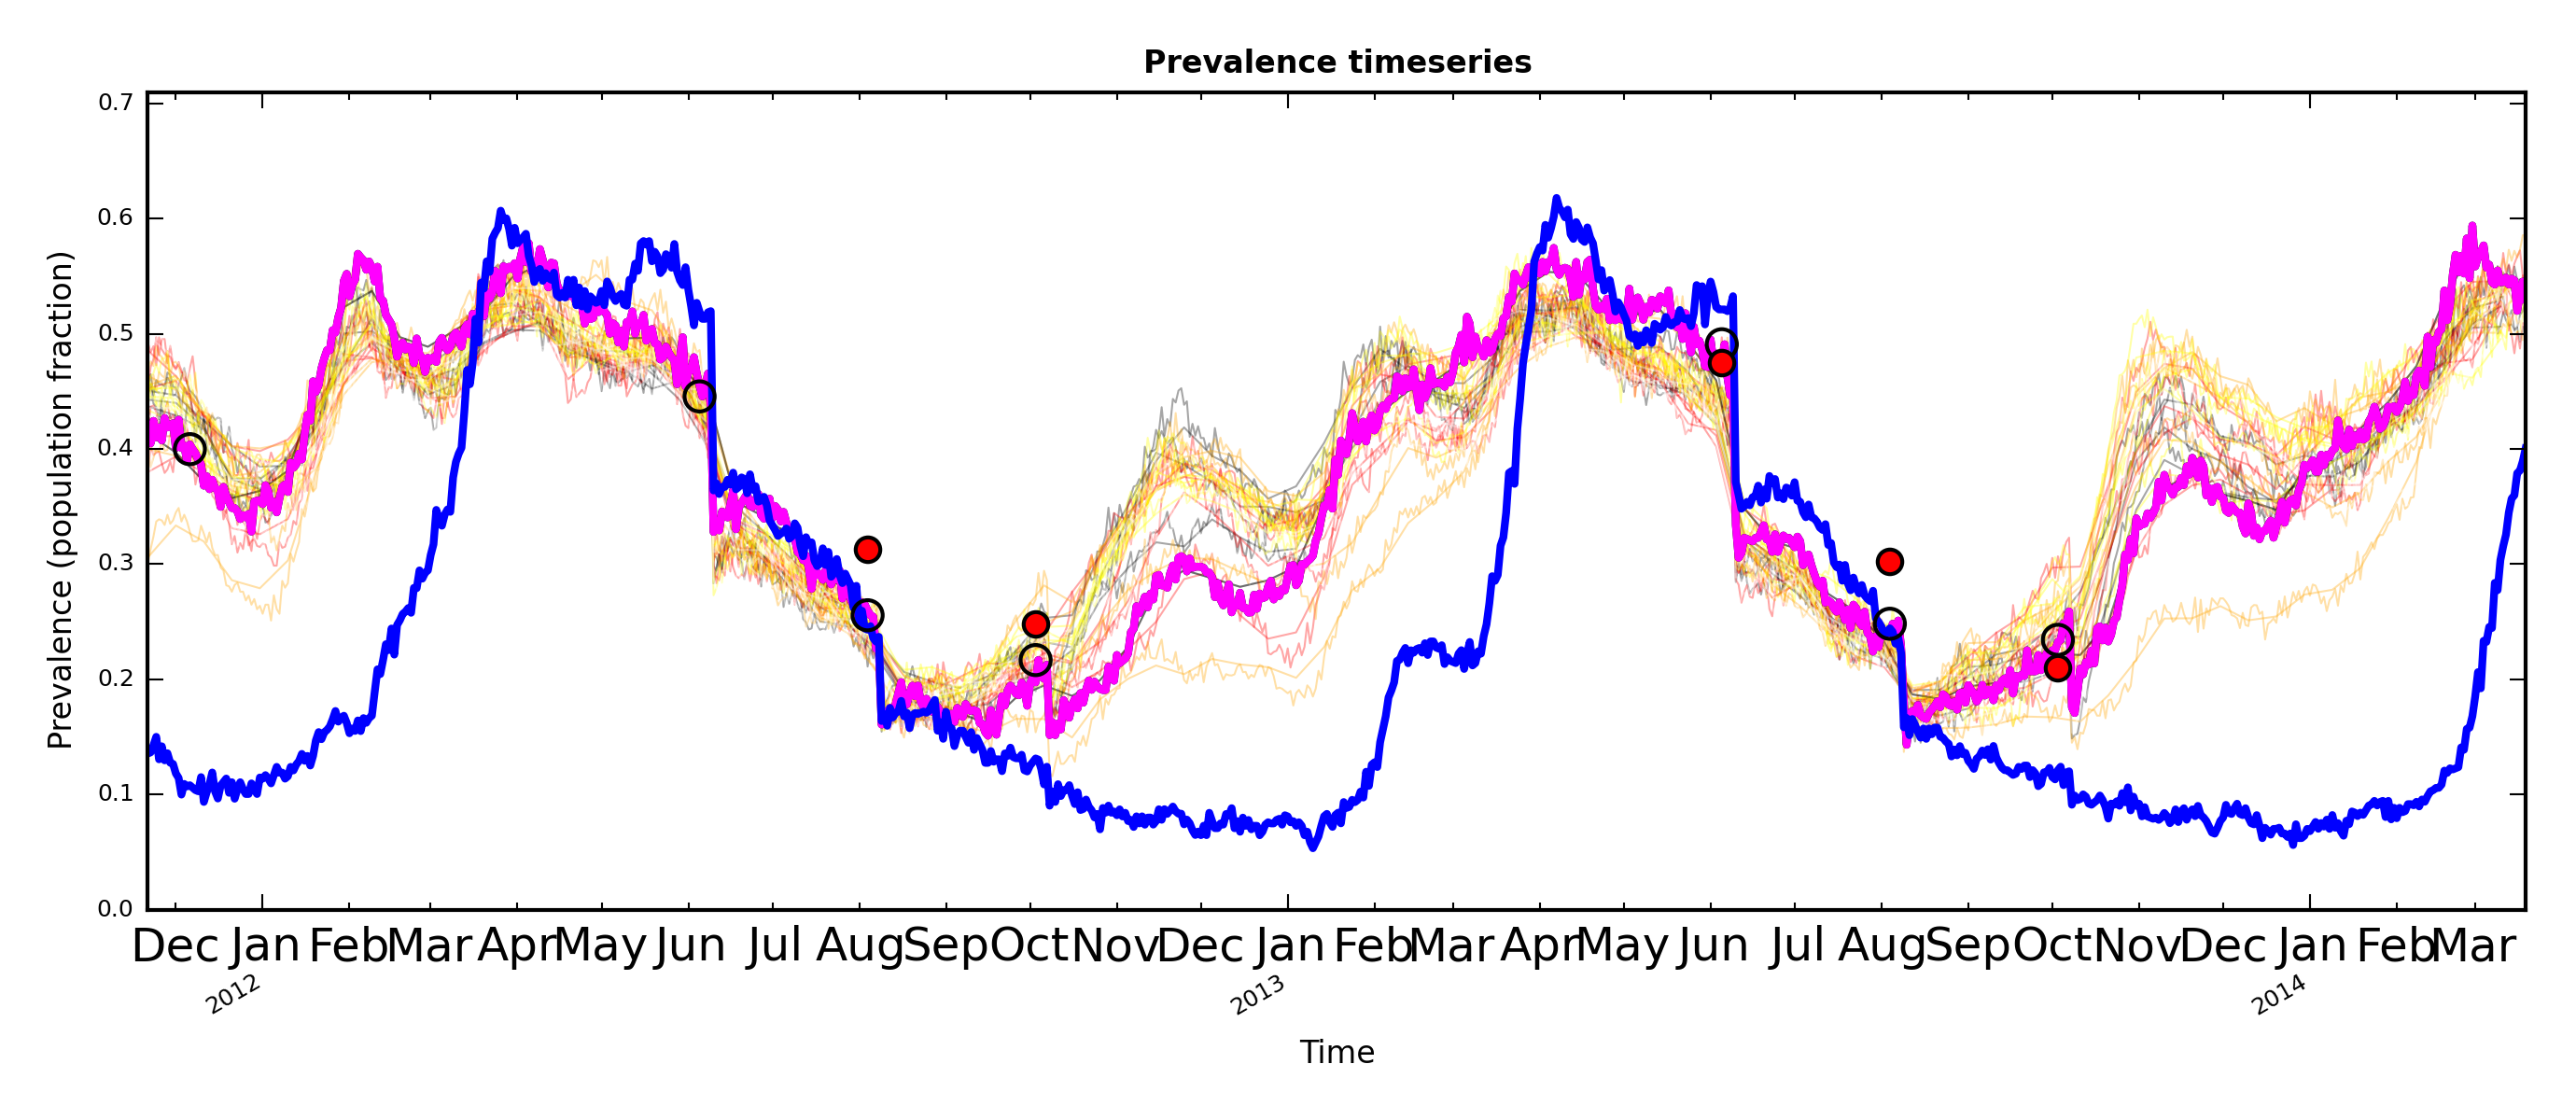 Prevalence timeseries
Prevalence (population fraction)
0.7
0.6
0.5
0.4
0.3
0.2
0.1
0.0
Dec Jan Feb Mar Apr May Jun Jul Aug Sep Oct Nov Dec Jan Feb Mar Apr May Jun Jul Aug Sep Oct Nov Dec Jan Feb Mar
2012 2013 2014
Time